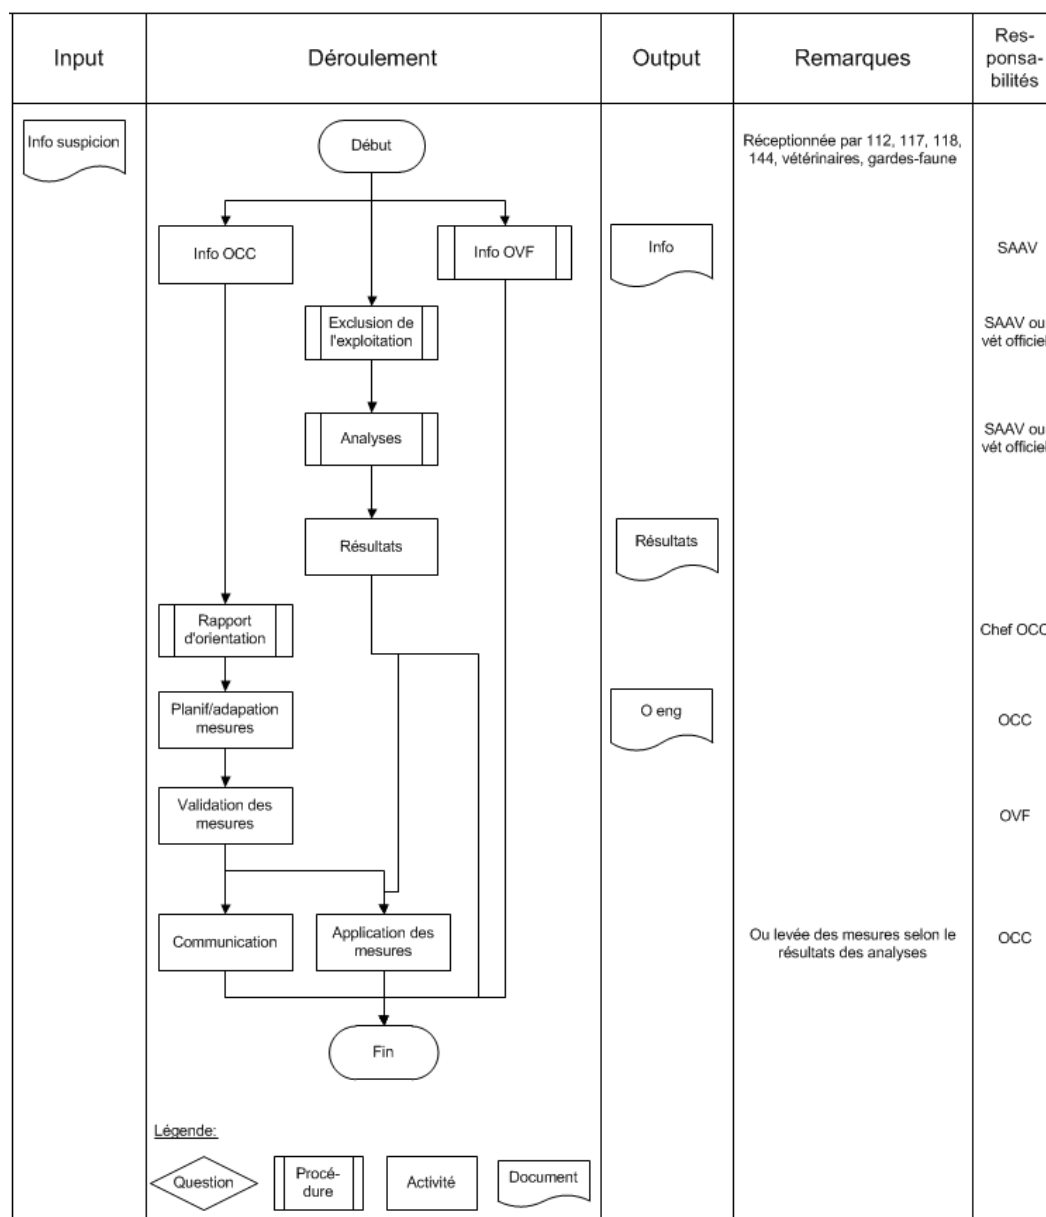 Input
Déroulement
Output
Remarques
Res-
ponsa-
bilités
Info suspicion
Début
Réceptionnée par 112, 117, 118,
144, vétérinaires, gardes-faune
Info OCC
Info OVF
Info
SAAV
Exclusion de
l'exploitation
SAAV ou
vét officiel
Analyses
SAAV ou
vét officiel
Résultats
Résultats
Rapport
d'orientation
Chef OCC
Planif/adapation
mesures
O eng
OCC
Validation des
mesures
OVF
Communication
Application des
mesures
Ou levée des mesures selon le
résultats des analyses
OCC
Fin
Légende:
Question
Procé-
dure
Activité
Document